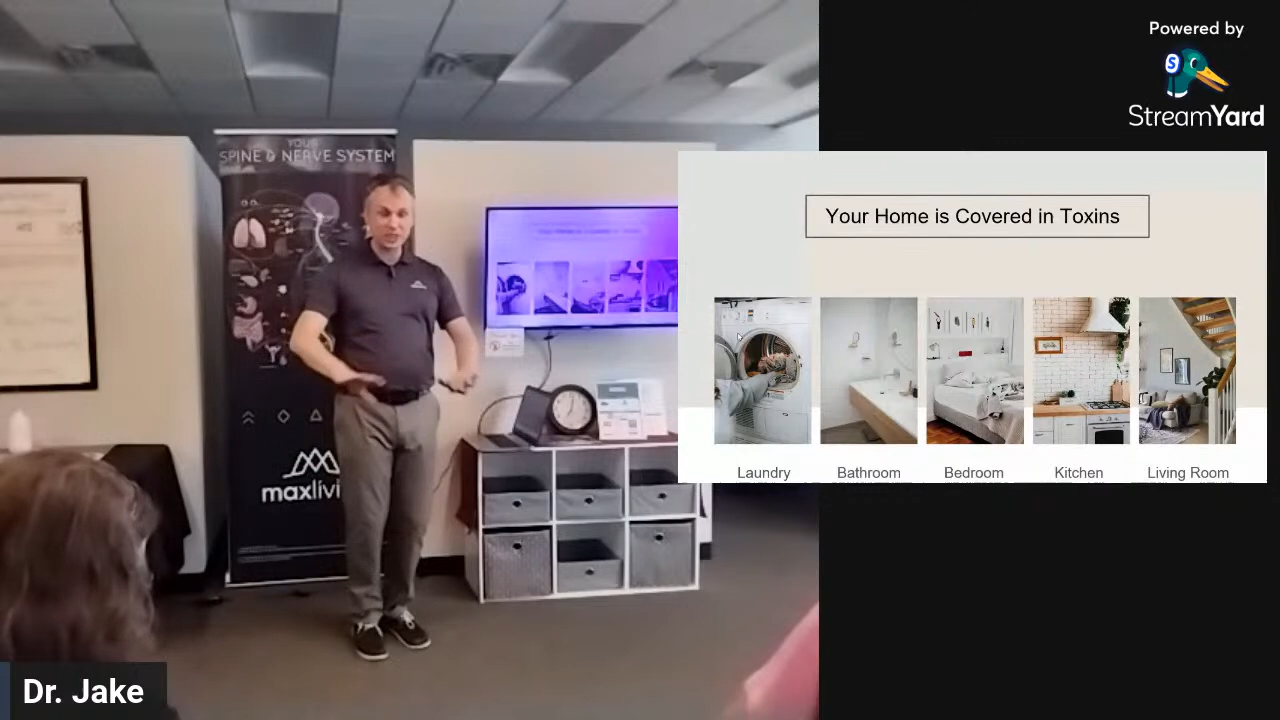 Powered by
StreamYard
YOUR
SPINE & NERVE SYSTEM
maxlivi
Your Home is Covered in Toxins
Laundry
Bathroom
Bedroom
Kitchen
Living Room
Dr. Jake